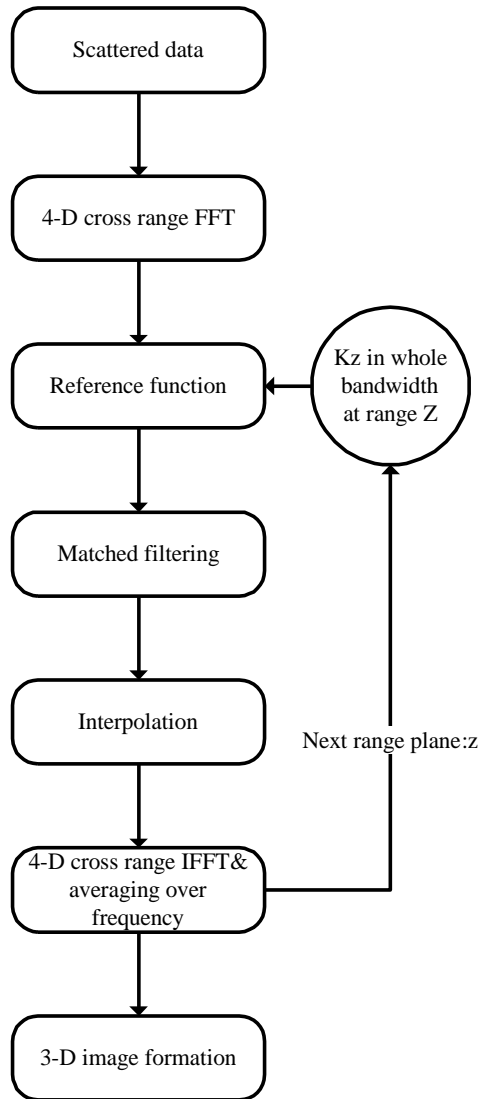 Scattered data
4-D cross range FFT
Kz in whole
bandwidth
at range Z
Reference function
Matched filtering
Interpolation
Next range plane:z
4-D cross range IFFT&
averaging over
frequency
3-D image formation